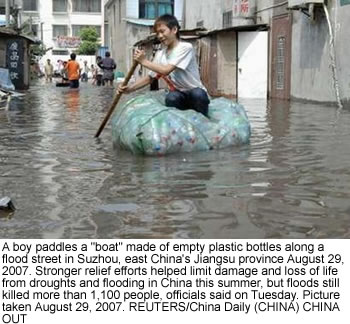 A boy paddles a "boat" made of empty plastic bottles along a
flood street in Suzhou, east China's Jiangsu province August 29,
2007. Stronger relief efforts helped limit damage and loss of life
from droughts and flooding in China this summer, but floods still
killed more than 1,100 people, officials said on Tuesday. Picture
taken August 29, 2007. REUTERS/China Daily (CHINA) CHINA
OUT